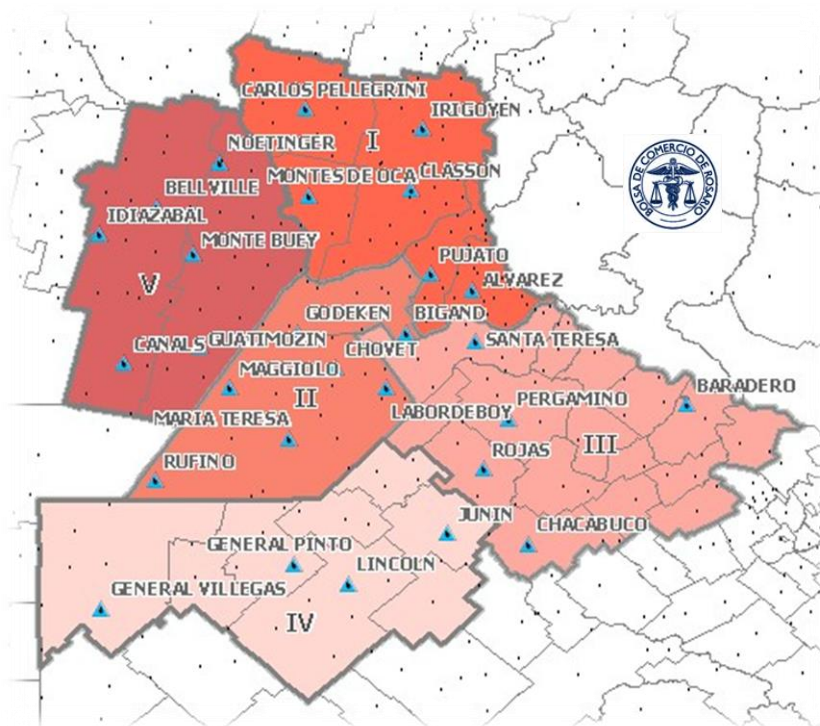 CARLOS PELLEGRINI
IRIGOYEN
NOETINGER
I
BELLVILLE
MONTES DE OCA
CLASSON
BOLSA DE COMERCIO DE ROSARIO
IDIAZABAL
MONTE BUEY
PUJATO
V
ALVAREZ
GODEKEN
BIGAND
CANALS
GUATIMOZIN
CHOVET
SANTA TERESA
MAGGIOLO
BARADERO
II
MARIA TERESA
LABORDEBOY
PERGAMINO
III
RUFINO
ROJAS
JUNIN
CHACABUCO
GENERAL PINTO
LINCOLN
GENERAL VILLEGAS
IV